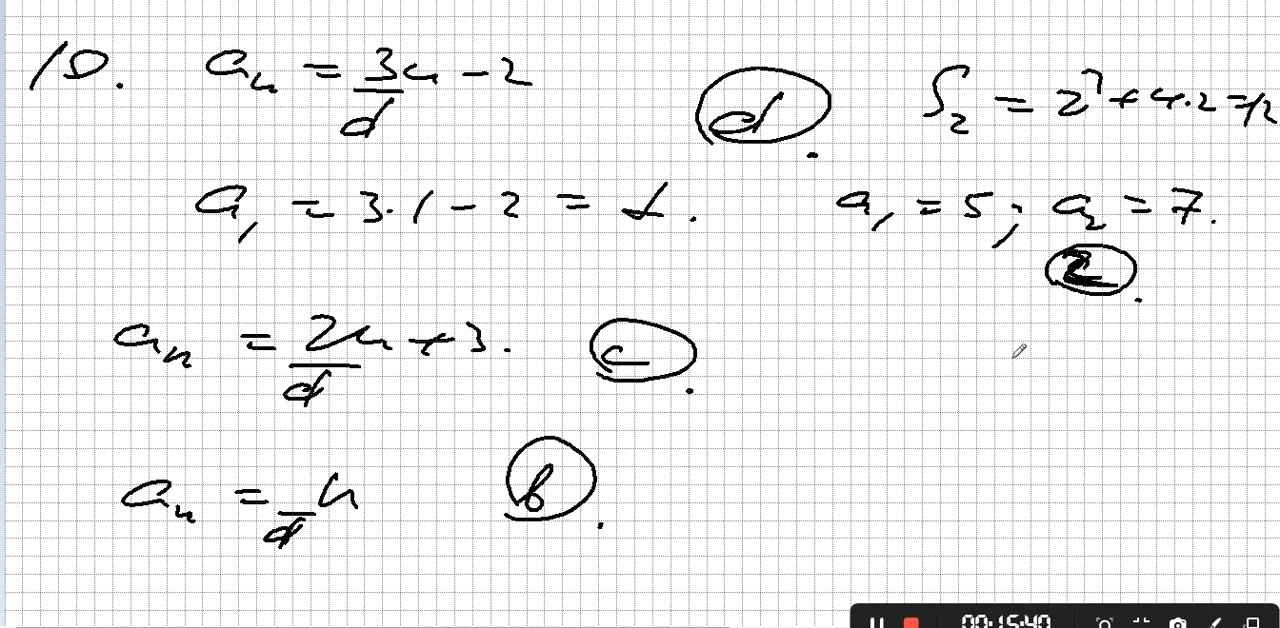 10. aₙ = 3n - 2
d
d
S₂ = 2² + 4·2 = 12
a₁ = 3·1 - 2 = 1. a₁ = 5; a₂ = 7.
2
aₙ = 2n + 3. c
d
aₙ = n b
d
00:15:40